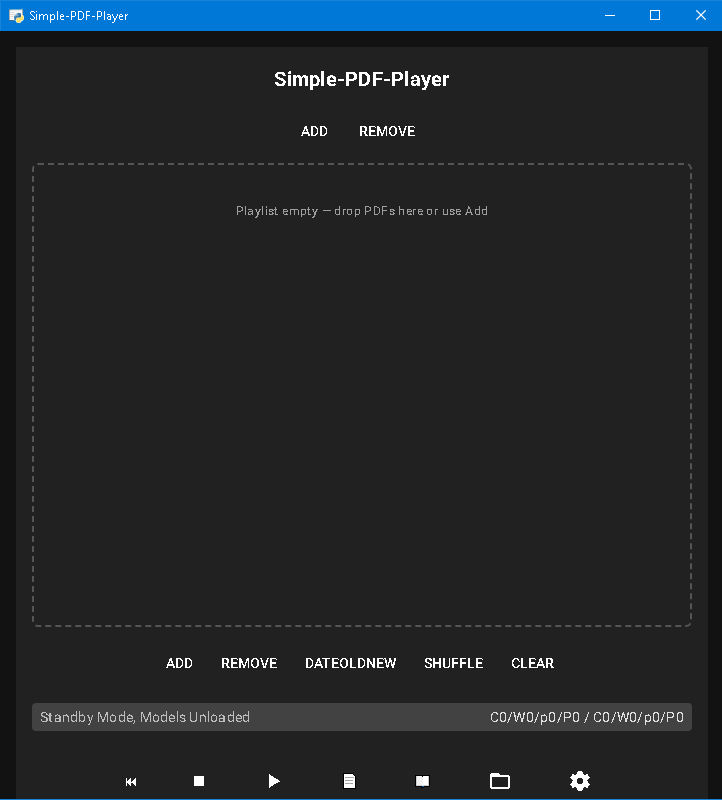 Simple-PDF-Player
Simple-PDF-Player
ADD REMOVE
Playlist empty — drop PDFs here or use Add
ADD REMOVE DATEOLDNEW SHUFFLE CLEAR
Standby Mode, Models Unloaded C0/W0/p0/P0 / C0/W0/p0/P0